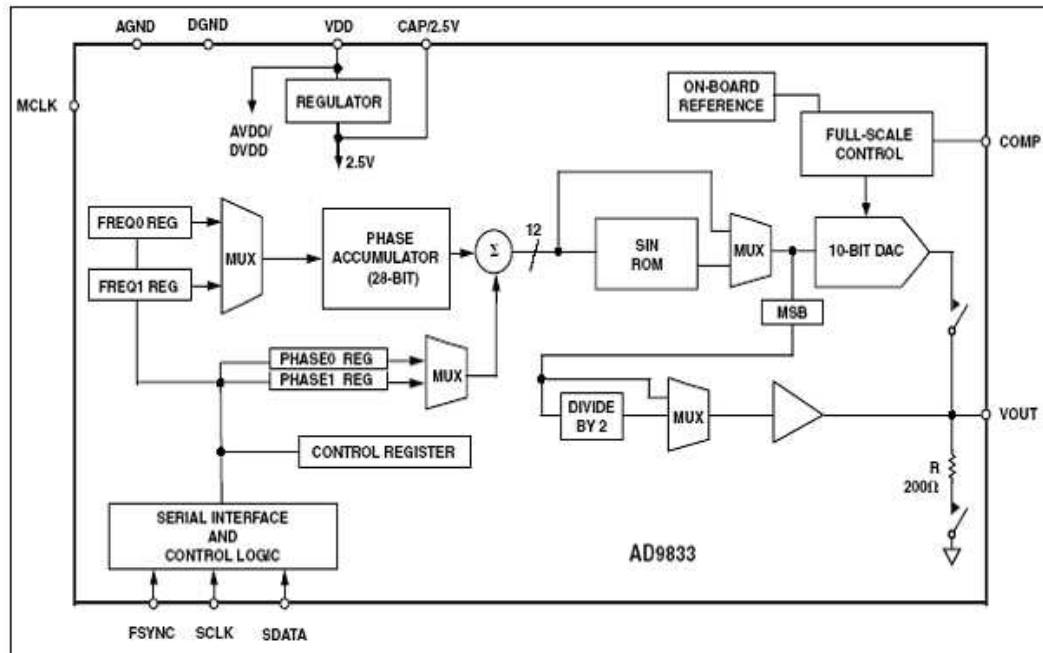 AGND
DGND
VDD
CAP/2.5V
MCLK
REGULATOR
AVDD/
DVDD
2.5V
ON-BOARD
REFERENCE
FULL-SCALE
CONTROL
COMP
FREQ0 REG
FREQ1 REG
MUX
PHASE
ACCUMULATOR
(28-BIT)
Σ
12
SIN
ROM
MUX
10-BIT DAC
MSB
PHASE0 REG
PHASE1 REG
MUX
DIVIDE
BY 2
MUX
VOUT
CONTROL REGISTER
R
200Ω
SERIAL INTERFACE
AND
CONTROL LOGIC
AD9833
FSYNC
SCLK
SDATA